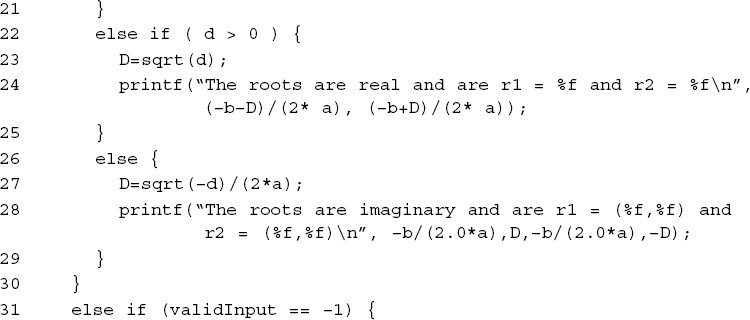 21      }
22      else if ( d > 0 ) {
23        D=sqrt(d);
24        printf(“The roots are real and are r1 = %f and r2 = %f\n”,
                 (-b-D)/(2* a), (-b+D)/(2* a));
25      }
26      else {
27        D=sqrt(-d)/(2*a);
28        printf(“The roots are imaginary and are r1 = (%f,%f) and
                 r2 = (%f,%f)\n”, -b/(2.0*a),D,-b/(2.0*a),-D);
29      }
30    }
31    else if (validInput == -1) {